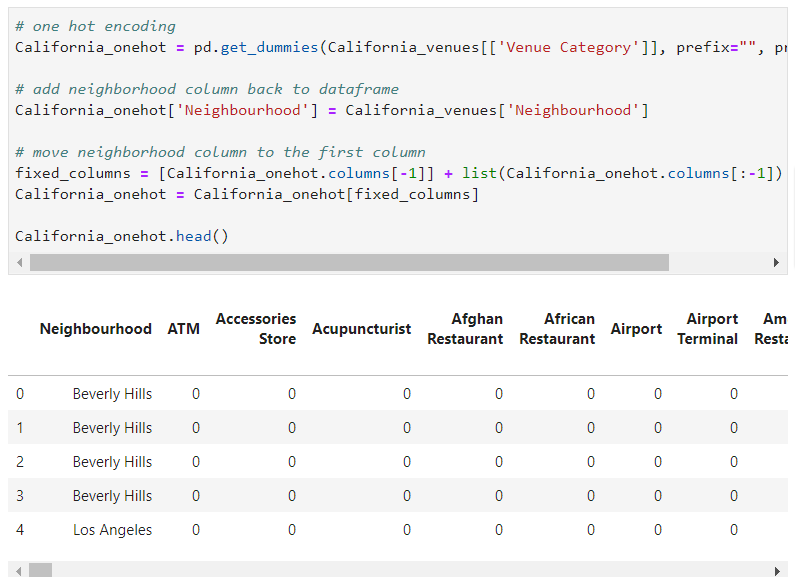 # one hot encoding
California_onehot = pd.get_dummies(California_venues[['Venue Category']], prefix="", pr
# add neighborhood column back to dataframe
California_onehot['Neighbourhood'] = California_venues['Neighbourhood']
# move neighborhood column to the first column
fixed_columns = [California_onehot.columns[-1]] + list(California_onehot.columns[:-1])
California_onehot = California_onehot[fixed_columns]
California_onehot.head()
Neighbourhood ATM Accessories Store Acupuncturist Afghan Restaurant African Restaurant Airport Airport Terminal Am Resta
0 Beverly Hills 0 0 0 0 0 0 0
1 Beverly Hills 0 0 0 0 0 0 0
2 Beverly Hills 0 0 0 0 0 0 0
3 Beverly Hills 0 0 0 0 0 0 0
4 Los Angeles 0 0 0 0 0 0 0